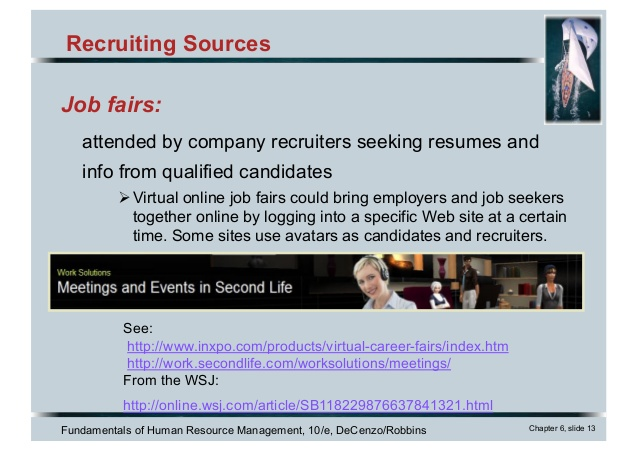 Recruiting Sources
Job fairs:
attended by company recruiters seeking resumes and
info from qualified candidates
➢Virtual online job fairs could bring employers and job seekers
together online by logging into a specific Web site at a certain
time. Some sites use avatars as candidates and recruiters.
Work Solutions
Meetings and Events in Second Life
See:
http://www.inxpo.com/products/virtual-career-fairs/index.htm
http://work.secondlife.com/worksolutions/meetings/
From the WSJ:
http://online.wsj.com/article/SB118229876637841321.html
Fundamentals of Human Resource Management, 10/e, DeCenzo/Robbins
Chapter 6, slide 13